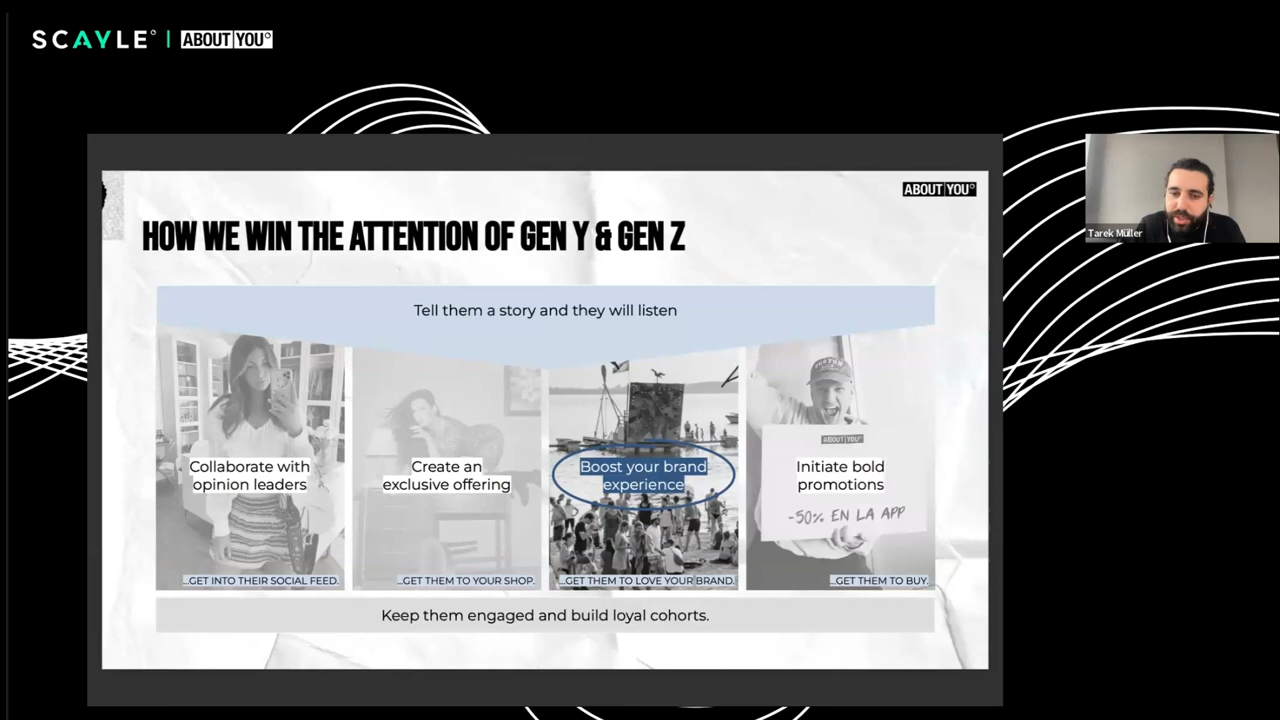 SCAYLE° | ABOUT YOU°
ABOUT YOU°
HOW WE WIN THE ATTENTION OF GEN Y & GEN Z
Tarek Müller
Tell them a story and they will listen
Collaborate with
opinion leaders
...GET INTO THEIR SOCIAL FEED.
Create an
exclusive offering
...GET THEM TO YOUR SHOP.
Boost your brand
experience
...GET THEM TO LOVE YOUR BRAND.
ABOUT YOU°
Initiate bold
promotions
-50% EN LA APP
...GET THEM TO BUY.
Keep them engaged and build loyal cohorts.